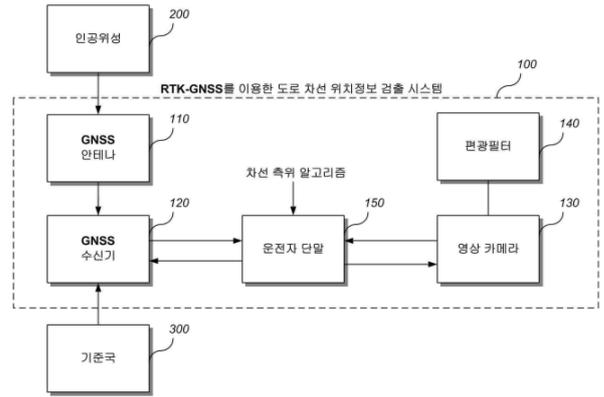 200
인공위성
100
RTK-GNSS를 이용한 도로 차선 위치정보 검출 시스템
110
GNSS
안테나
140
편광필터
차선 측위 알고리즘
120
GNSS
수신기
150
운전자 단말
130
영상 카메라
300
기준국